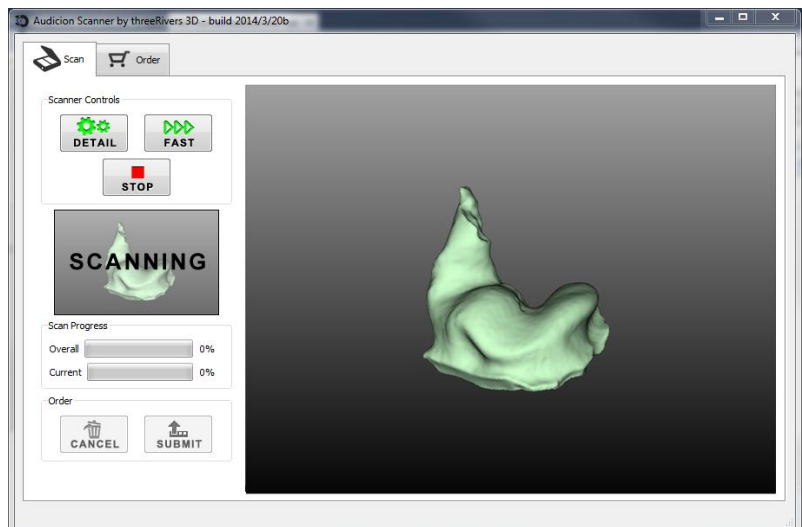 Audicion Scanner by threeRivers 3D - build 2014/3/20b
Scan
Order
Scanner Controls
DETAIL
FAST
STOP
SCANNING
Scan Progress
Overall 0%
Current 0%
Order
CANCEL
SUBMIT